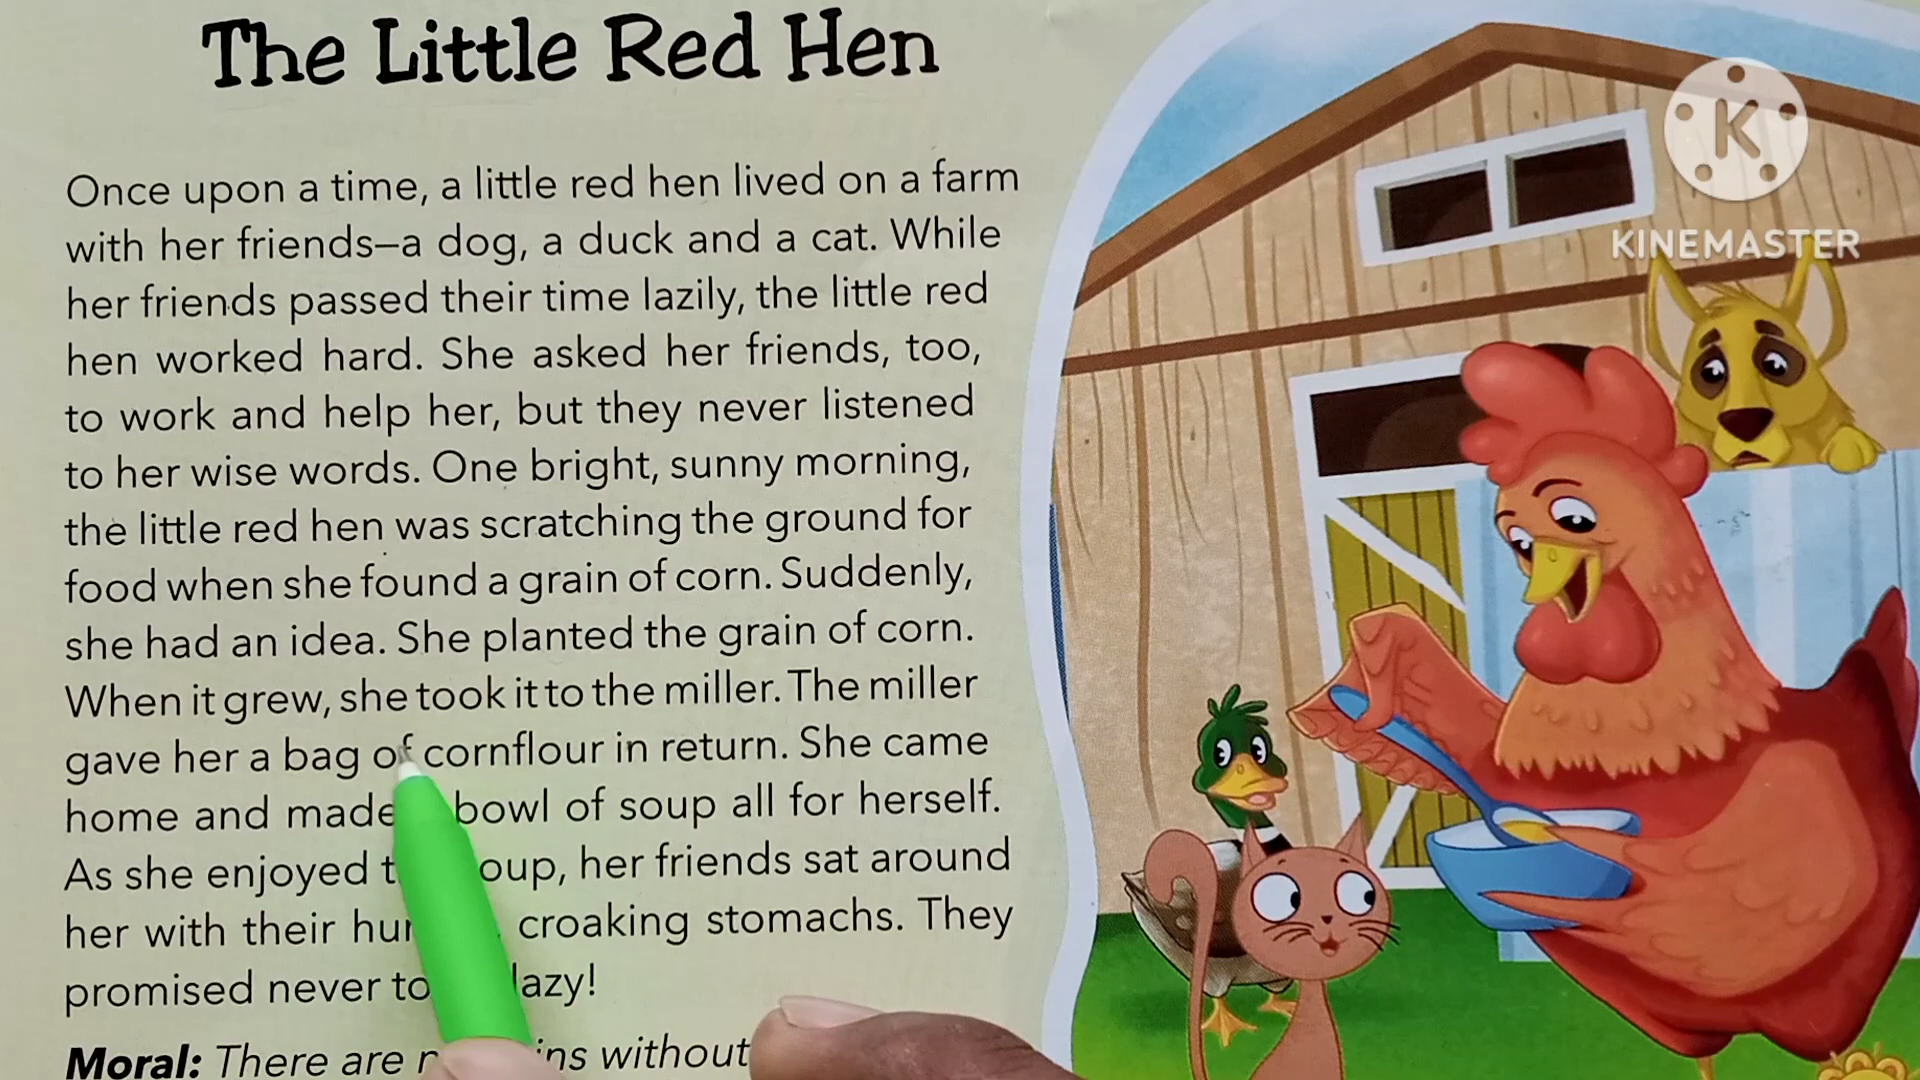 The Little Red Hen
Once upon a time, a little red hen lived on a farm
with her friends—a dog, a duck and a cat. While
her friends passed their time lazily, the little red
hen worked hard. She asked her friends, too,
to work and help her, but they never listened
to her wise words. One bright, sunny morning,
the little red hen was scratching the ground for
food when she found a grain of corn. Suddenly,
she had an idea. She planted the grain of corn.
When it grew, she took it to the miller. The miller
gave her a bag of cornflour in return. She came
home and made bowl of soup all for herself.
As she enjoyed oup, her friends sat around
her with their croaking stomachs. They
promised never to lazy!
Moral: There are without
K
KINEMASTER